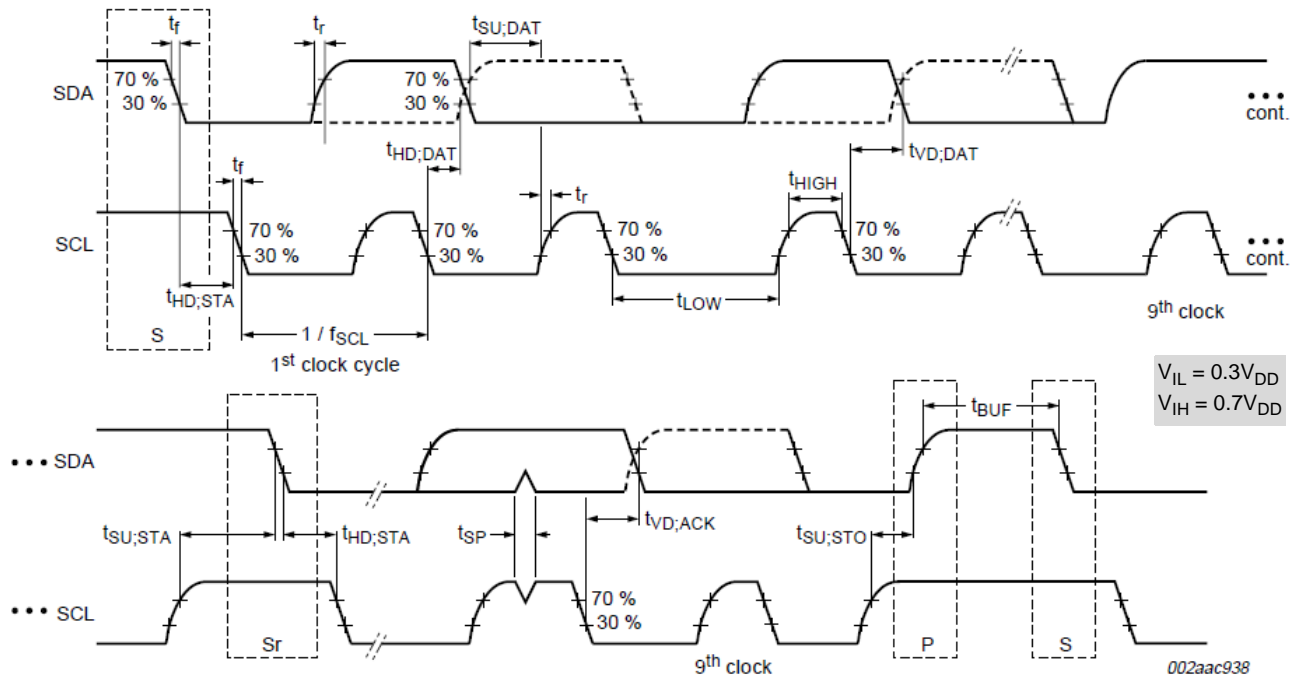 t_f t_r t_SU;DAT
70 % 70 %
SDA 30 % 30 % ••• cont.
t_HD;DAT t_VD;DAT
t_f t_r t_HIGH
70 % 70 % 70 % 70 %
SCL 30 % 30 % 30 % 30 % ••• cont.
t_HD;STA t_LOW
S 1 / f_SCL 9th clock
1st clock cycle
V_IL = 0.3V_DD
V_IH = 0.7V_DD
t_BUF
••• SDA
t_SU;STA t_HD;STA t_SP t_VD;ACK t_SU;STO
70 %
••• SCL 30 %
Sr 9th clock P S
002aac938